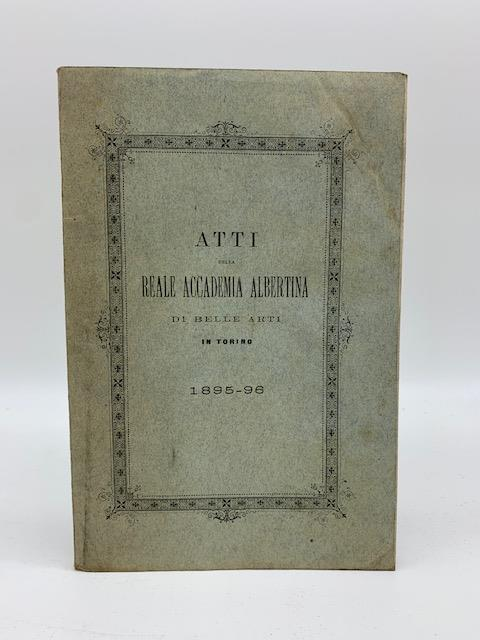 ATTI
DELLA
REALE ACCADEMIA ALBERTINA
DI BELLE ARTI
IN TORINO
1895-96